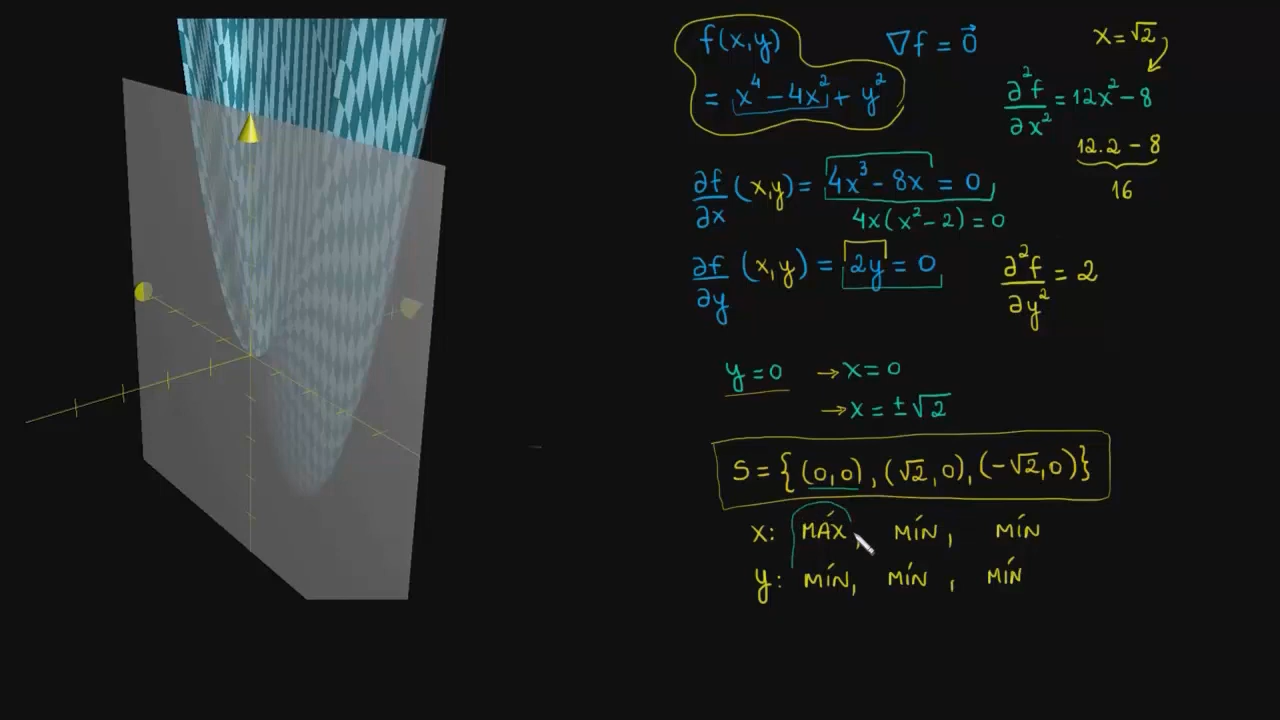 f(x,y)
= x⁴ − 4x² + y²
∇f = 0⃗
x = √2
∂²f/∂x² = 12x² − 8
12.2 − 8
16
∂f/∂x (x,y) = 4x³ − 8x = 0
4x(x² − 2) = 0
∂f/∂y (x,y) = 2y = 0
∂²f/∂y² = 2
y = 0 → x = 0
→ x = ±√2
S = {(0,0), (√2,0), (−√2,0)}
x: MÁX, MÍN, MÍN
y: MÍN, MÍN, MÍN